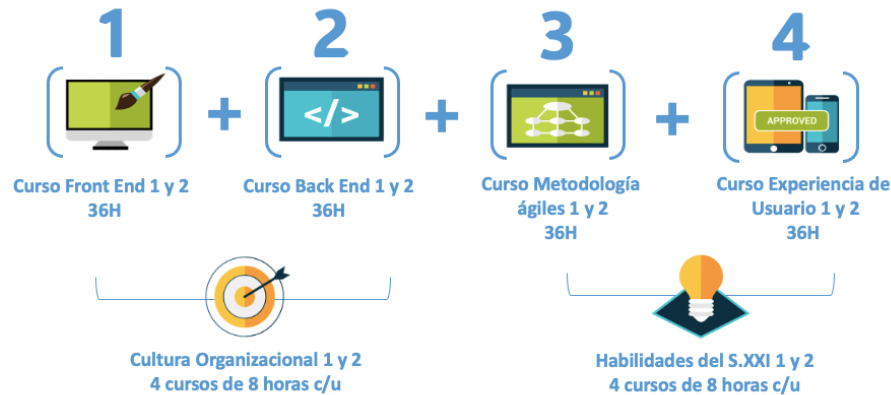 1
2
3
4
</>
APPROVED
Curso Front End 1 y 2
36H
Curso Back End 1 y 2
36H
Curso Metodología
ágiles 1 y 2
36H
Curso Experiencia de
Usuario 1 y 2
36H
Cultura Organizacional 1 y 2
4 cursos de 8 horas c/u
Habilidades del S.XXI 1 y 2
4 cursos de 8 horas c/u